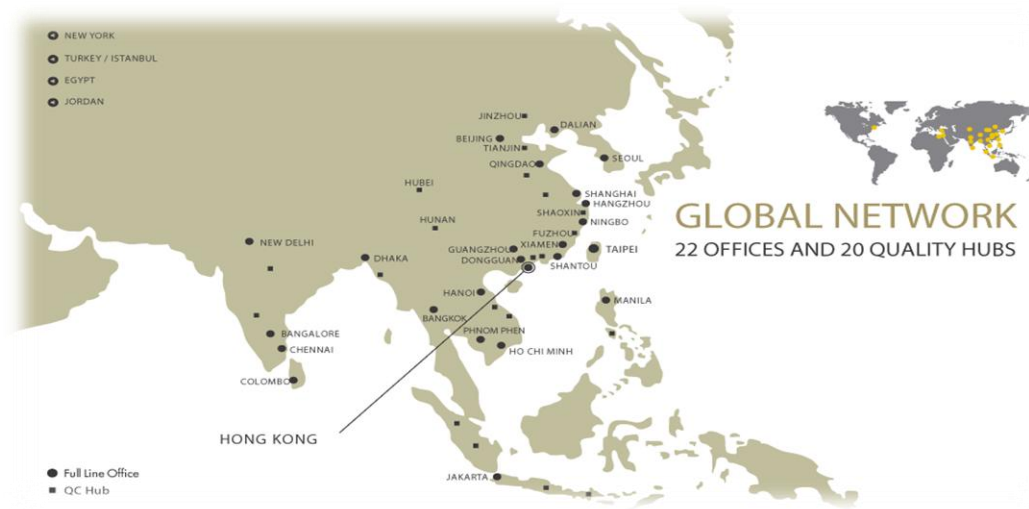 NEW YORK
TURKEY / ISTANBUL
EGYPT
JORDAN
JINZHOU
DALIAN
BEIJING
TIANJIN
QINGDAO
SEOUL
HUBEI
SHANGHAI
HANGZHOU
SHAOXIN
HUNAN
NINGBO
FUZHOU
NEW DELHI
GUANGZHOU
XIAMEN
TAIPEI
DHAKA
DONGGUAN
SHANTOU
HANOI
MANILA
BANGKOK
PHNOM PHEN
BANGALORE
CHENNAI
HO CHI MINH
COLOMBO
HONG KONG
JAKARTA
GLOBAL NETWORK
22 OFFICES AND 20 QUALITY HUBS
Full Line Office
QC Hub